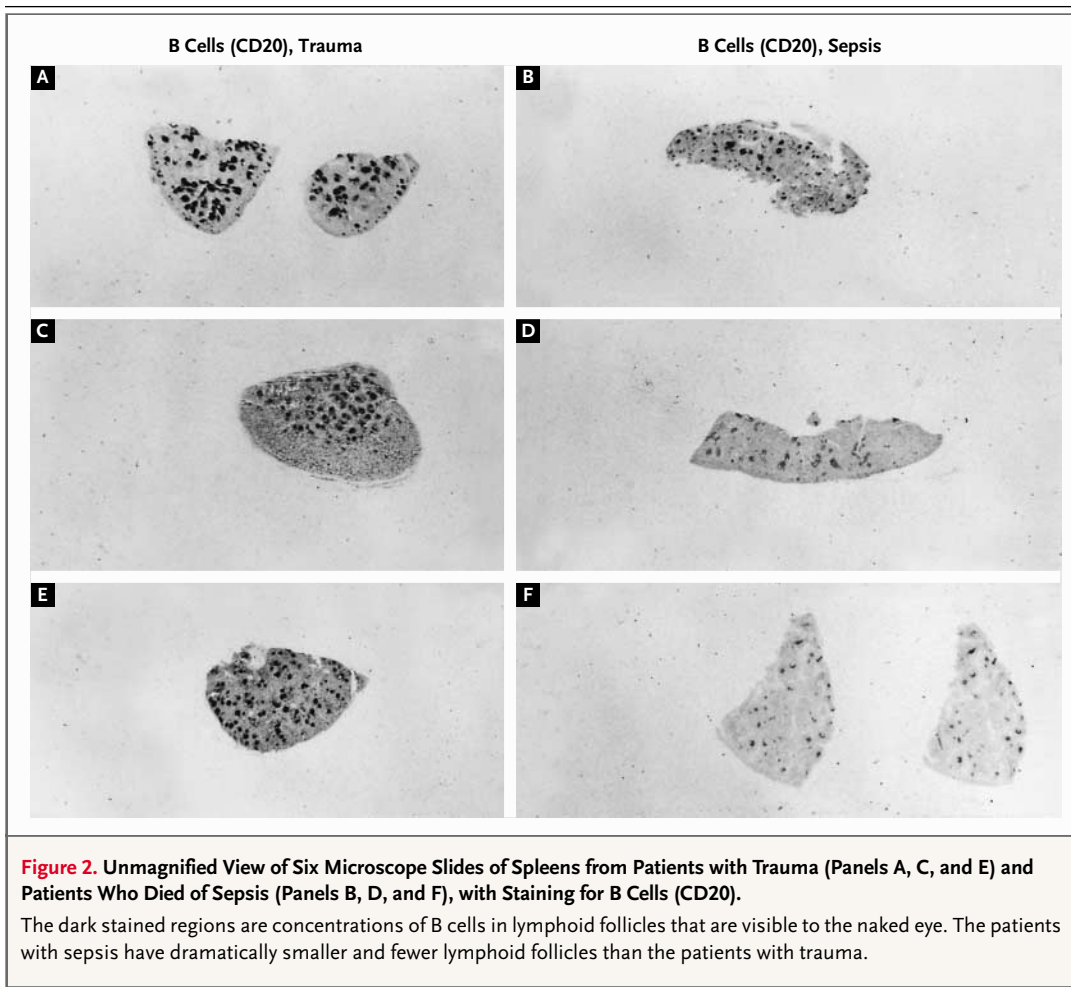 B Cells (CD20), Trauma
B Cells (CD20), Sepsis
A
B
C
D
E
F
Figure 2. Unmagnified View of Six Microscope Slides of Spleens from Patients with Trauma (Panels A, C, and E) and
Patients Who Died of Sepsis (Panels B, D, and F), with Staining for B Cells (CD20).
The dark stained regions are concentrations of B cells in lymphoid follicles that are visible to the naked eye. The patients
with sepsis have dramatically smaller and fewer lymphoid follicles than the patients with trauma.